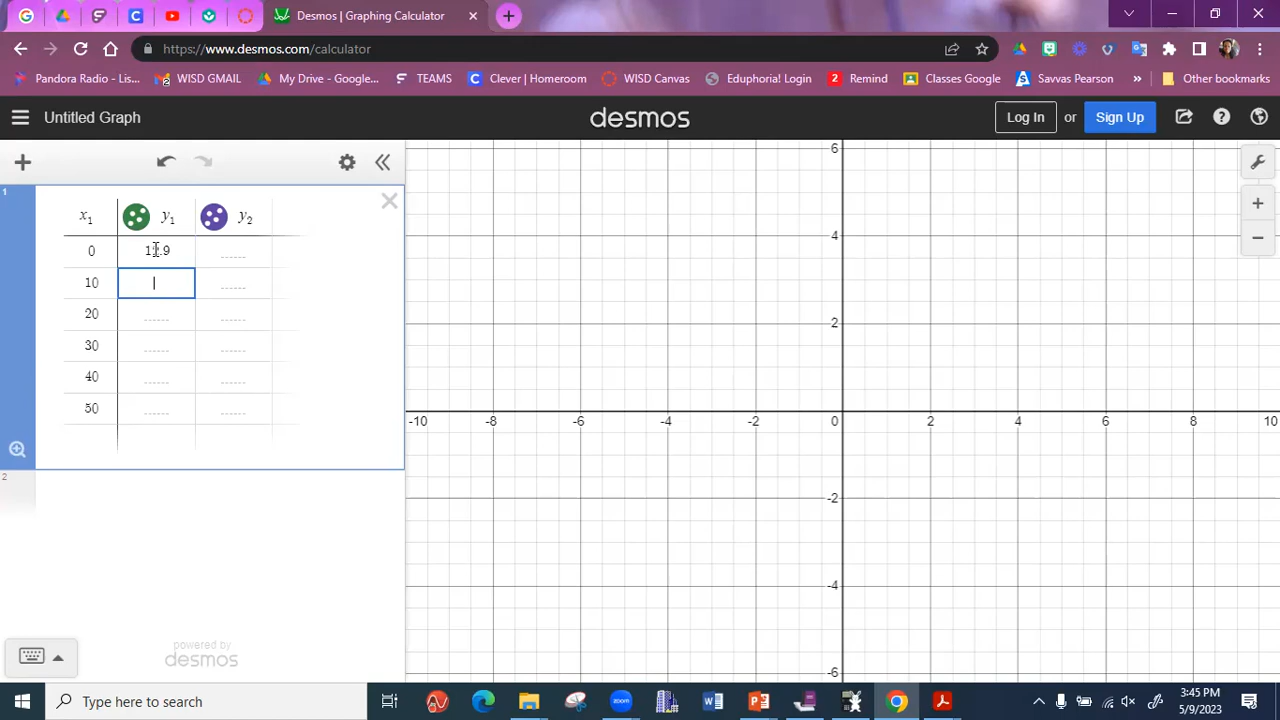 Desmos | Graphing Calculator
https://www.desmos.com/calculator
Pandora Radio - Lis...
WISD GMAIL
My Drive - Google...
TEAMS
Clever | Homeroom
WISD Canvas
Eduphoria! Login
2 Remind
Classes Google
Savvas Pearson
»
Other bookmarks
Untitled Graph
desmos
Log In or Sign Up
1
x1 y1 y2
0
10
20
30
40
50
2
powered by
desmos
6
4
2
-10 -8 -6 -4 -2 0 2 4 6 8 10
-2
-4
-6
Type here to search
zoom
3:45 PM
5/9/2023